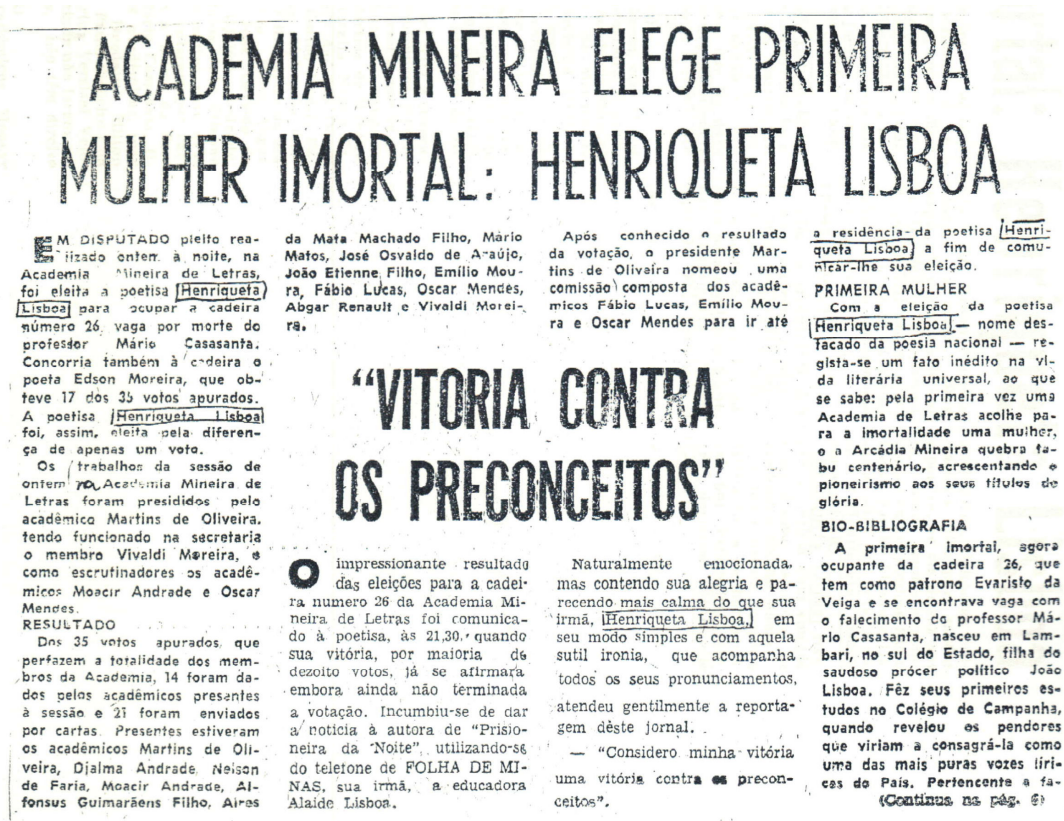 ACADEMIA MINEIRA ELEGE PRIMEIRA
MULHER IMORTAL: HENRIQUETA LISBOA
EM DISPUTADO pleito rea-
lizado ontem à noite, na
Academia Mineira de Letras,
foi eleita a poetisa Henriqueta
Lisboa para ocupar a cadeira
número 26, vaga por morte do
professor Mário Casasanta.
Concorria também à cadeira o
poeta Edson Moreira, que ob-
teve 17 dos 35 votos apurados.
A poetisa Henriqueta Lisboa
foi, assim, eleita pela diferen-
ça de apenas um voto.
Os trabalhos da sessão de
ontem na Academia Mineira de
Letras foram presididos pelo
acadêmico Martins de Oliveira,
tendo funcionado na secretaria
o membro Vivaldi Moreira, e
como escrutinadores os acadê-
micos Moacir Andrade e Oscar
Mendes.
RESULTADO
Dos 35 votos apurados, que
perfazem a totalidade dos mem-
bros da Academia, 14 foram da-
dos pelos acadêmicos presentes
à sessão e 21 foram enviados
por cartas. Presentes estiveram
os acadêmicos Martins de Oli-
veira, Djalma Andrade, Nelson
de Faria, Moacir Andrade, Al-
fonsus Guimarãens Filho, Aires
da Mata Machado Filho, Mário
Matos, José Osvaldo de Araújo,
João Etienne Filho, Emílio Mou-
ra, Fábio Lucas, Oscar Mendes,
Abgar Renault e Vivaldi Morei-
ra.
Após conhecido o resultado
da votação, o presidente Mar-
tins de Oliveira nomeou uma
comissão composta dos acadê-
micos Fábio Lucas, Emílio Mou-
ra e Oscar Mendes para ir até
a residência da poetisa Henri-
queta Lisboa a fim de comu-
nicar-lhe sua eleição.
PRIMEIRA MULHER
Com a eleição da poetisa
Henriqueta Lisboa — nome des-
tacado da poesia nacional — re-
gista-se um fato inédito na vi-
da literária universal, ao que
se sabe: pela primeira vez uma
Academia de Letras acolhe pa-
ra a imortalidade uma mulher,
e a Arcádia Mineira quebra ta-
bu centenário, acrescentando o
pioneirismo aos seus títulos de
glória.
BIO-BIBLIOGRAFIA
A primeira imortal, agora
ocupante da cadeira 26, que
tem como patrono Evaristo da
Veiga e se encontrava vaga com
o falecimento do professor Má-
rio Casasanta, nasceu em Lam-
bari, no sul do Estado, filha do
saudoso prócer político João
Lisboa. Fêz seus primeiros es-
tudos no Colégio de Campanha,
quando revelou os pendores
que viriam a consagrá-la como
uma das mais puras vozes líri-
cas do País. Pertencente a fa-
(Continua na pág. 6)
"VITORIA CONTRA
OS PRECONCEITOS"
O impressionante resultado
das eleições para a cadei-
ra numero 26 da Academia Mi-
neira de Letras foi comunica-
do à poetisa, às 21,30, quando
sua vitória, por maioria de
dezoito votos, já se afirmara
embora ainda não terminada
a votação. Incumbiu-se de dar
a notícia à autora de "Prisio-
neira da Noite", utilizando-se
do telefone de FOLHA DE MI-
NAS, sua irmã, a educadora
Alaide Lisboa.
Naturalmente emocionada,
mas contendo sua alegria e pa-
recendo mais calma do que sua
irmã, Henriqueta Lisboa, em
seu modo simples e com aquela
sutil ironia, que acompanha
todos os seus pronunciamentos,
atendeu gentilmente a reporta-
gem dêste jornal.
— "Considero minha vitória
uma vitória contra os precon-
ceitos".